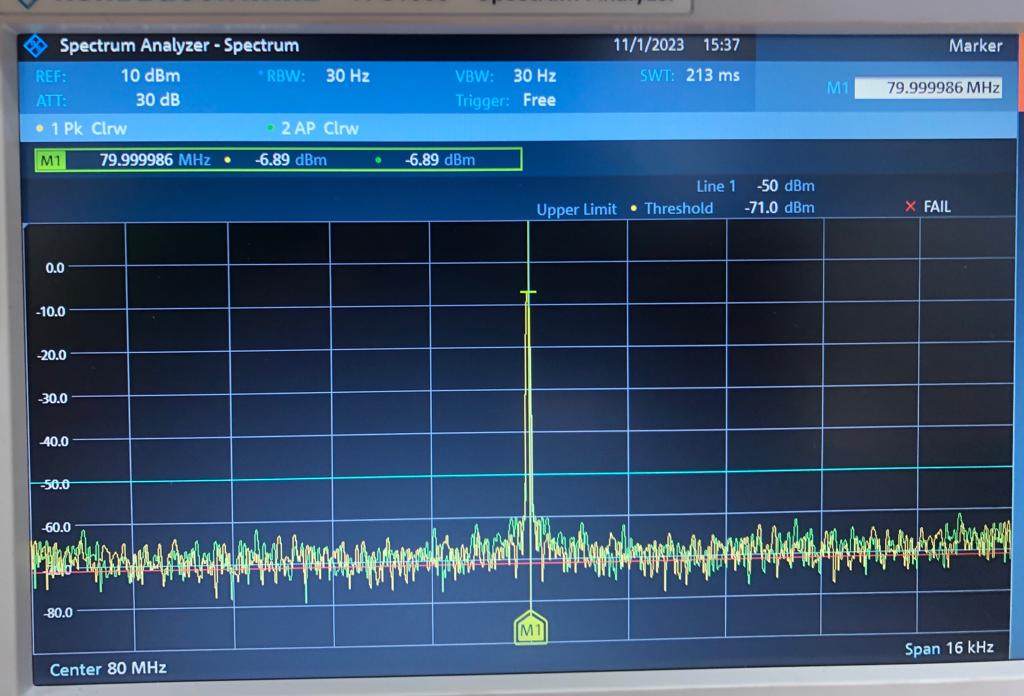 Spectrum Analyzer - Spectrum 11/1/2023 15:37 Marker
REF: 10 dBm RBW: 30 Hz VBW: 30 Hz SWT: 213 ms
M1 79.999986 MHz
ATT: 30 dB Trigger: Free
1 Pk Clrw 2 AP Clrw
M1 79.999986 MHz -6.89 dBm -6.89 dBm
Line 1 -50 dBm
Upper Limit Threshold -71.0 dBm × FAIL
0.0
-10.0
-20.0
-30.0
-40.0
-50.0
-60.0
-80.0
M1
Center 80 MHz Span 16 kHz